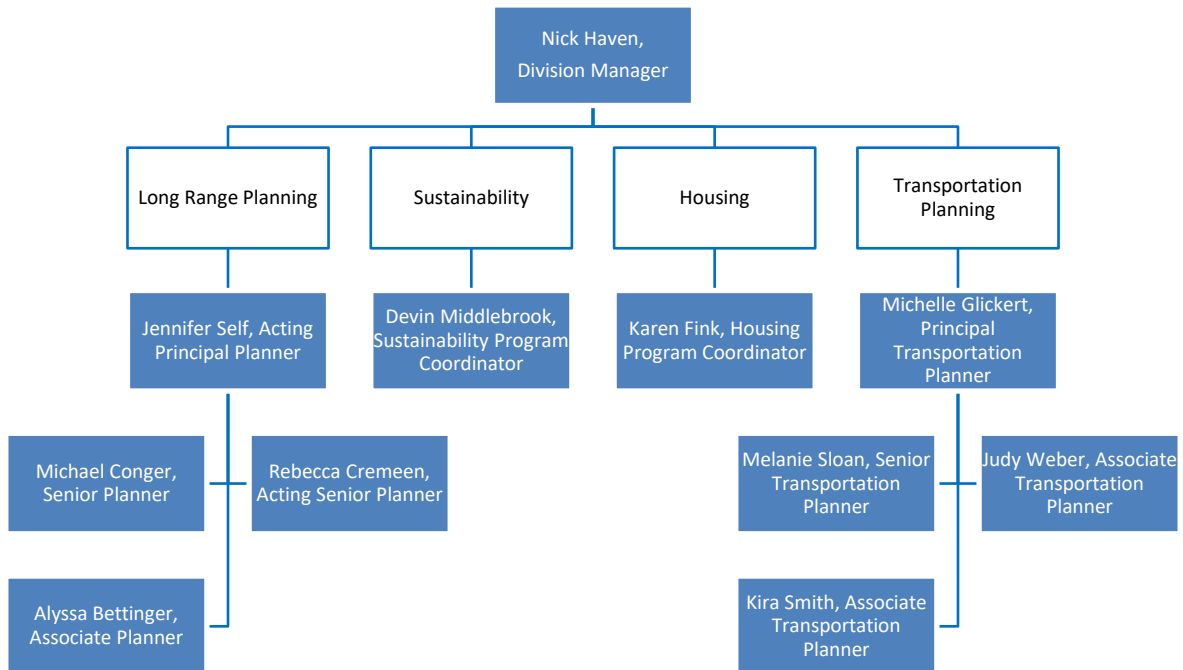 Nick Haven,
Division Manager
Long Range Planning
Sustainability
Housing
Transportation
Planning
Jennifer Self, Acting
Principal Planner
Devin Middlebrook,
Sustainability Program
Coordinator
Karen Fink, Housing
Program Coordinator
Michelle Glickert,
Principal
Transportation
Planner
Michael Conger,
Senior Planner
Rebecca Cremeen,
Acting Senior Planner
Melanie Sloan, Senior
Transportation
Planner
Judy Weber, Associate
Transportation
Planner
Alyssa Bettinger,
Associate Planner
Kira Smith, Associate
Transportation
Planner